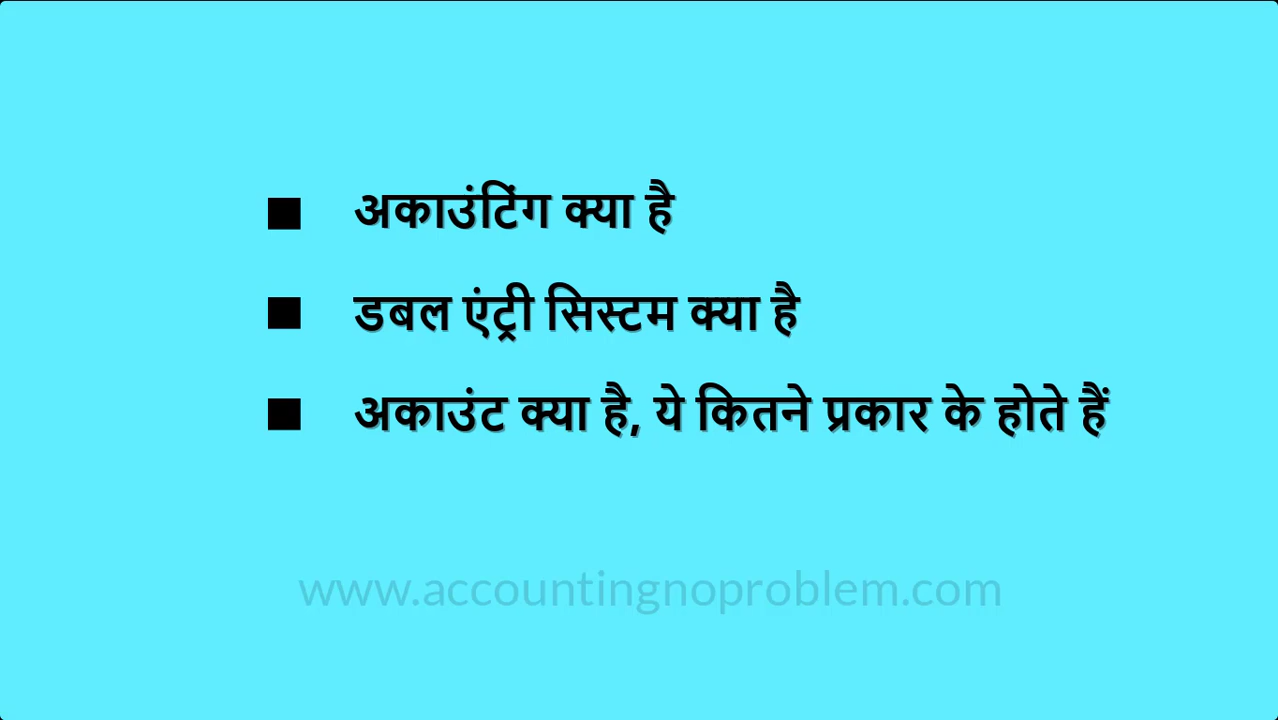 ■ अकाउंटिंग क्या है
■ डबल एंट्री सिस्टम क्या है
■ अकाउंट क्या है, ये कितने प्रकार के होते हैं
www.accountingnoproblem.com